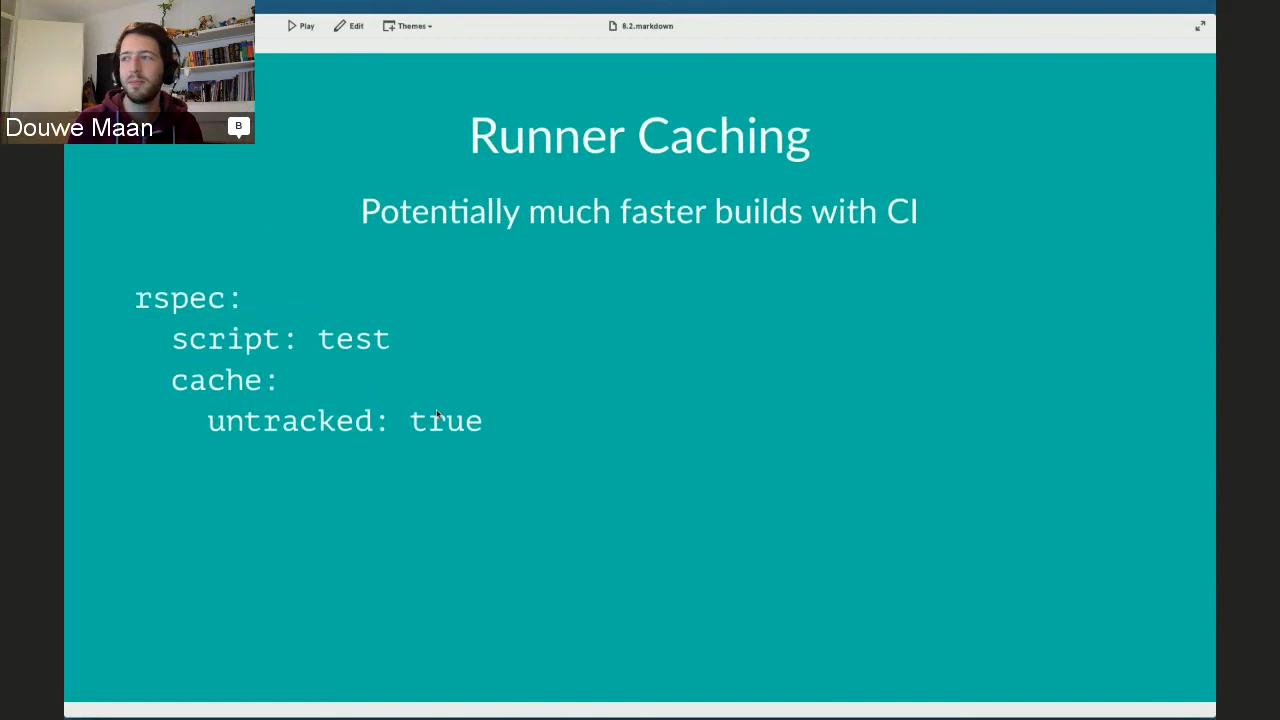 Play Edit Themes 8.2.markdown
Douwe Maan
B
Runner Caching
Potentially much faster builds with CI
rspec:
script: test
cache:
untracked: true